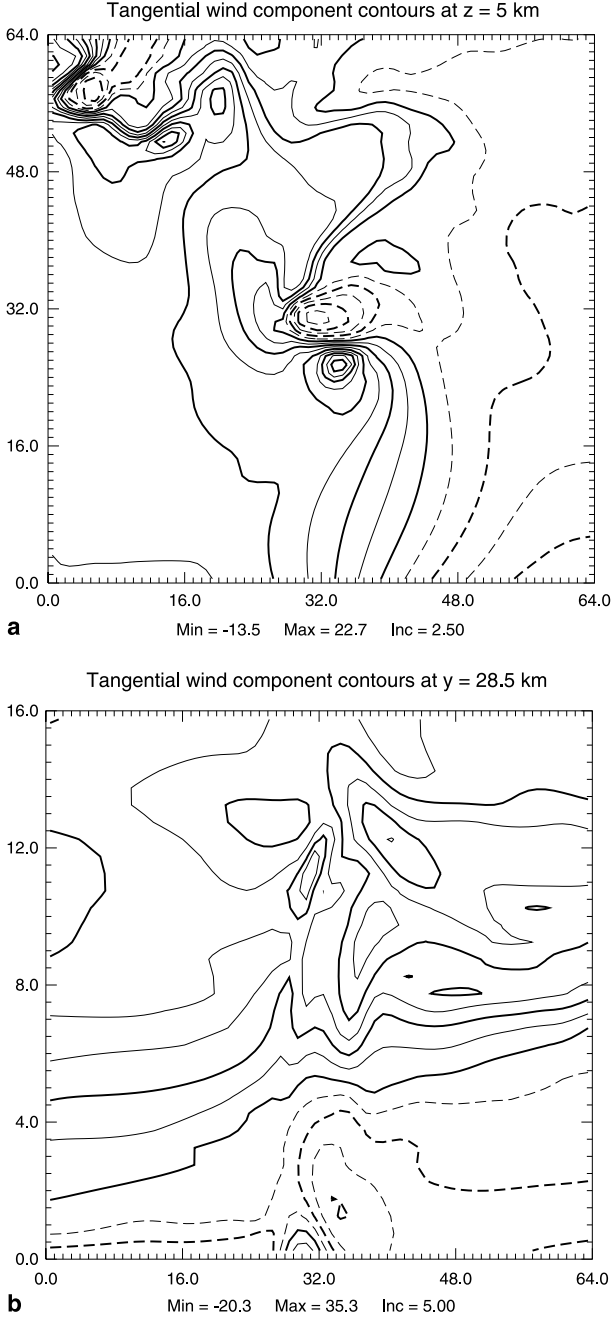 Tangential wind component contours at z = 5 km
64.0
48.0
32.0
16.0
0.0
0.0 16.0 32.0 48.0 64.0
a Min = -13.5 Max = 22.7 Inc = 2.50
Tangential wind component contours at y = 28.5 km
16.0
12.0
8.0
4.0
0.0
0.0 16.0 32.0 48.0 64.0
b Min = -20.3 Max = 35.3 Inc = 5.00